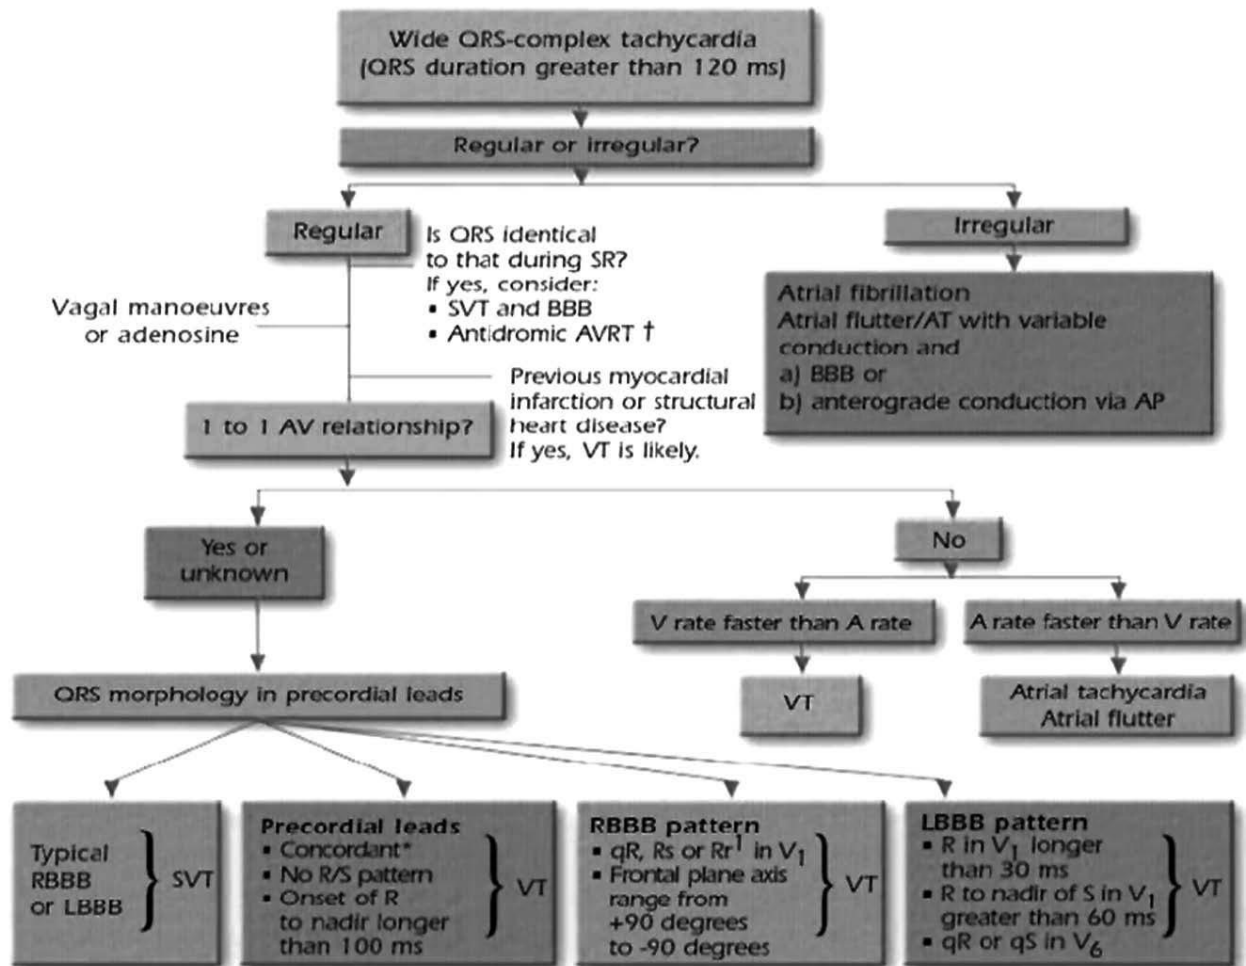 Wide QRS-complex tachycardia
(QRS duration greater than 120 ms)
Regular or irregular?
Regular
Irregular
Is QRS identical
to that during SR?
If yes, consider:
▪ SVT and BBB
▪ Antidromic AVRT †
Vagal manoeuvres
or adenosine
Atrial fibrillation
Atrial flutter/AT with variable
conduction and
a) BBB or
b) anterograde conduction via AP
Previous myocardial
infarction or structural
heart disease?
If yes, VT is likely.
1 to 1 AV relationship?
Yes or
unknown
No
V rate faster than A rate
A rate faster than V rate
QRS morphology in precordial leads
VT
Atrial tachycardia
Atrial flutter
Typical
RBBB
or LBBB
SVT
Precordial leads
▪ Concordant*
▪ No R/S pattern
▪ Onset of R
to nadir longer
than 100 ms
VT
RBBB pattern
▪ qR, Rs or Rr¹ in V₁
▪ Frontal plane axis
range from
+90 degrees
to -90 degrees
VT
LBBB pattern
▪ R in V₁ longer
than 30 ms
▪ R to nadir of S in V₁
greater than 60 ms
▪ qR or qS in V₆
VT